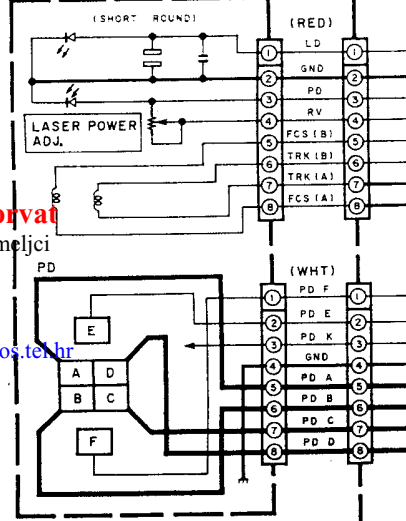 (SHORT ROUND)
(RED)
1 LD 1
2 GND 2
3 PD 3
4 RV 4
LASER POWER
ADJ.
5 FCS (B) 5
6 TRK (B) 6
7 TRK (A) 7
8 FCS (A) 8
orvat
meljci
PD
(WHT)
1 PD F 1
2 PD E 2
E
3 PD K 3
os.tel.hr
4 GND 4
A D
5 PD A 5
B C
6 PD B 6
7 PD C 7
F
8 PD D 8